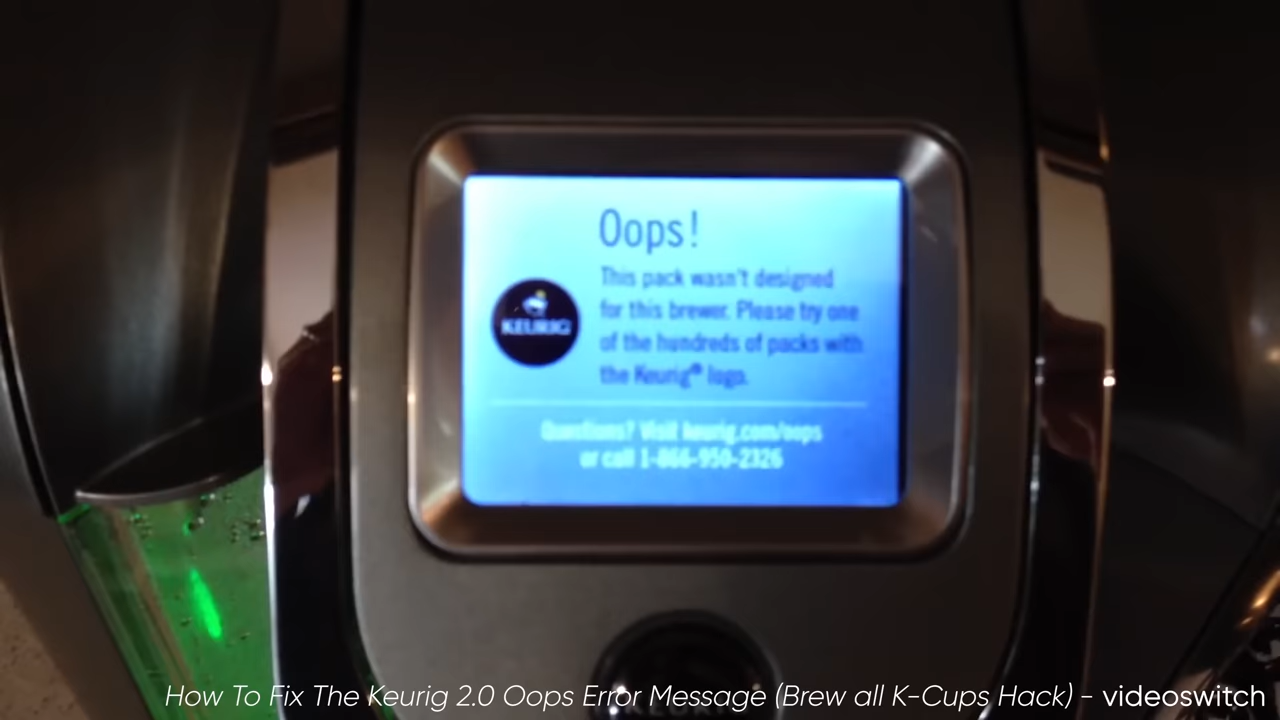 Oops!
This pack wasn't designed
for this brewer. Please try one
of the hundreds of packs with
the Keurig® logo.
KEURIG
Questions? Visit keurig.com/oops
or call 1-866-950-2326
KEURIG
How To Fix The Keurig 2.0 Oops Error Message (Brew all K-Cups Hack) - videoswitch